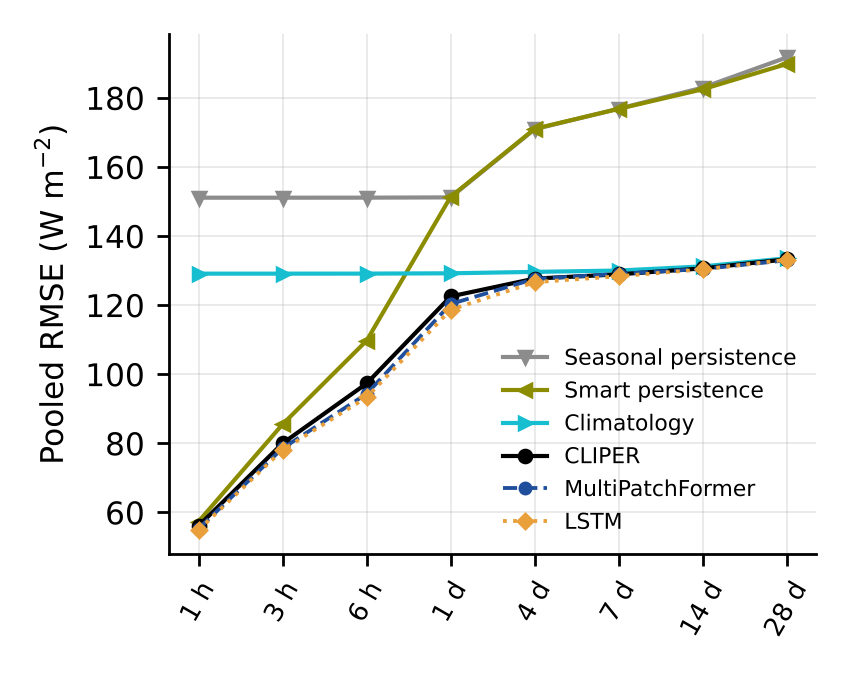 Pooled RMSE (W m⁻²)
180
160
140
120
100
80
60
Seasonal persistence
Smart persistence
Climatology
CLIPER
MultiPatchFormer
LSTM
1 h
3 h
6 h
1 d
4 d
7 d
14 d
28 d